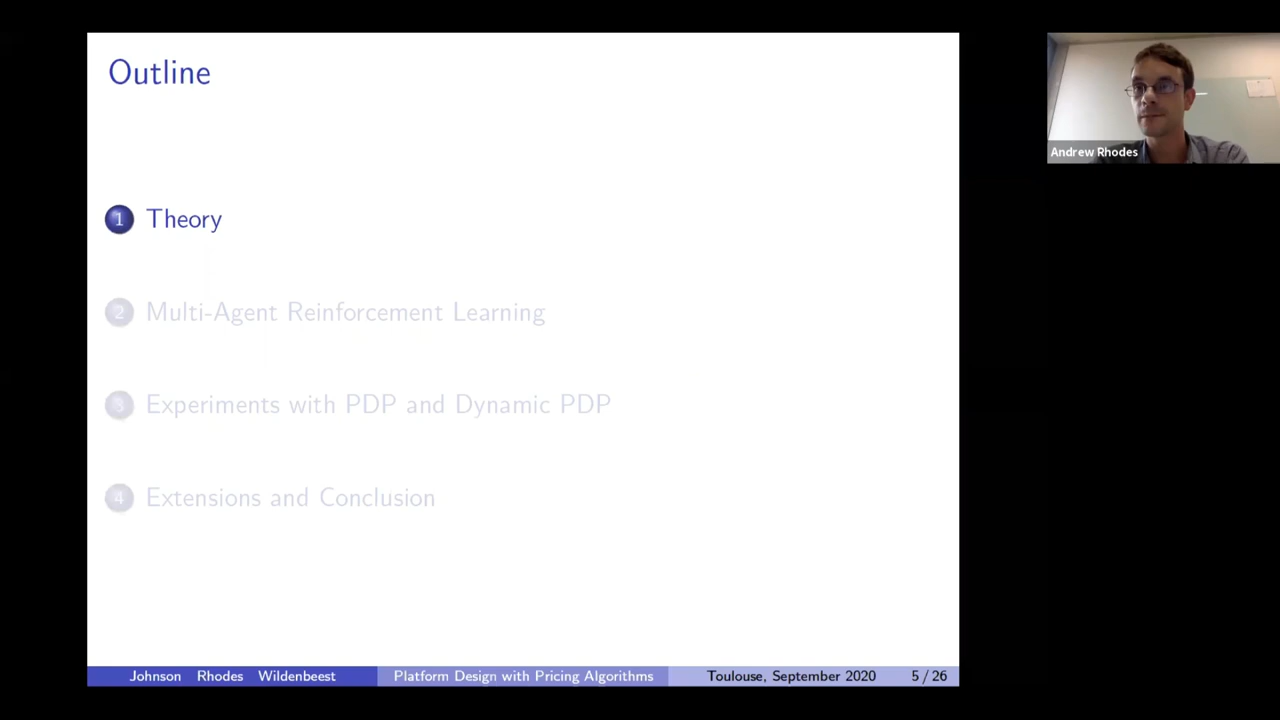 Outline
1 Theory
2 Multi-Agent Reinforcement Learning
3 Experiments with PDP and Dynamic PDP
4 Extensions and Conclusion
Johnson Rhodes Wildenbeest Platform Design with Pricing Algorithms Toulouse, September 2020 5 / 26
Andrew Rhodes